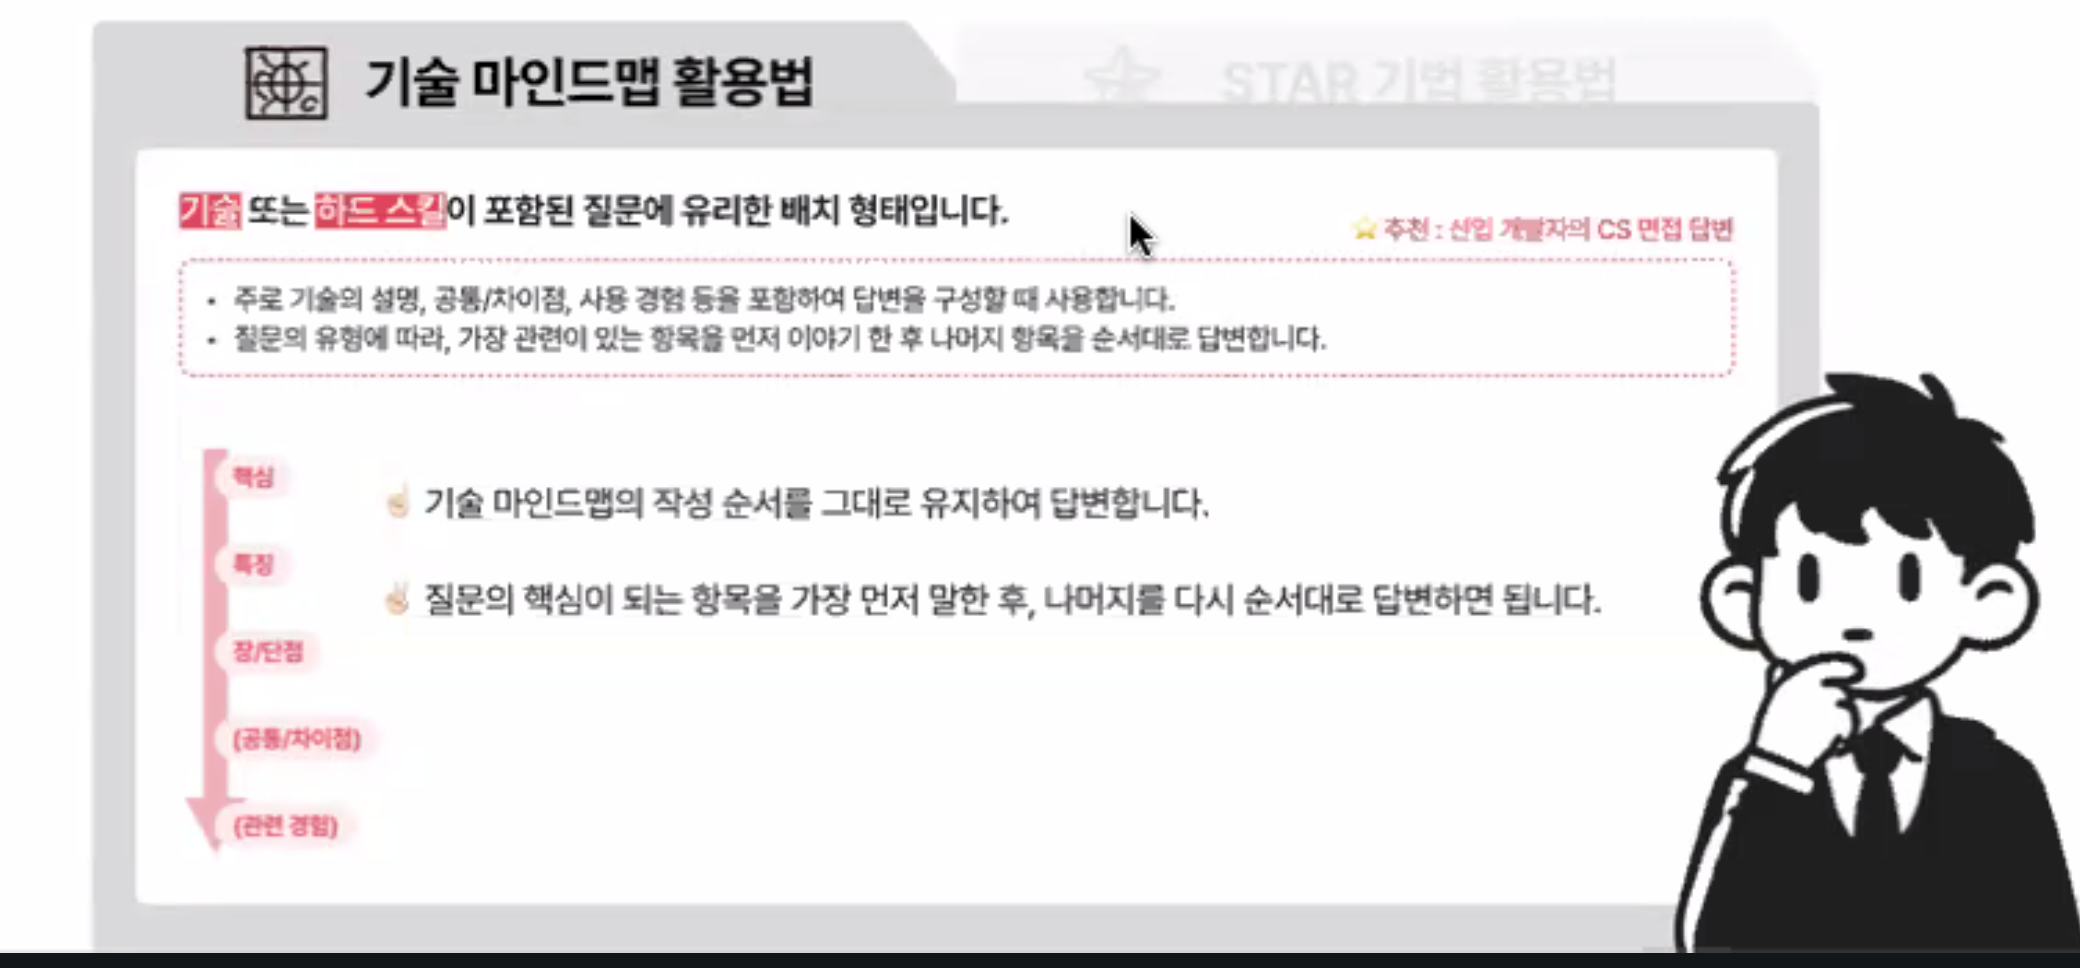 기술 마인드맵 활용법
STAR 기법 활용법
기술 또는 하드 스킬이 포함된 질문에 유리한 배치 형태입니다.
⭐ 추천 : 신입 개발자의 CS 면접 답변
• 주로 기술의 설명, 공통/차이점, 사용 경험 등을 포함하여 답변을 구성할 때 사용합니다.
• 질문의 유형에 따라, 가장 관련이 있는 항목을 먼저 이야기 한 후 나머지 항목을 순서대로 답변합니다.
핵심
☝🏻 기술 마인드맵의 작성 순서를 그대로 유지하여 답변합니다.
특징
✌🏻 질문의 핵심이 되는 항목을 가장 먼저 말한 후, 나머지를 다시 순서대로 답변하면 됩니다.
장/단점
(공통/차이점)
(관련 경험)